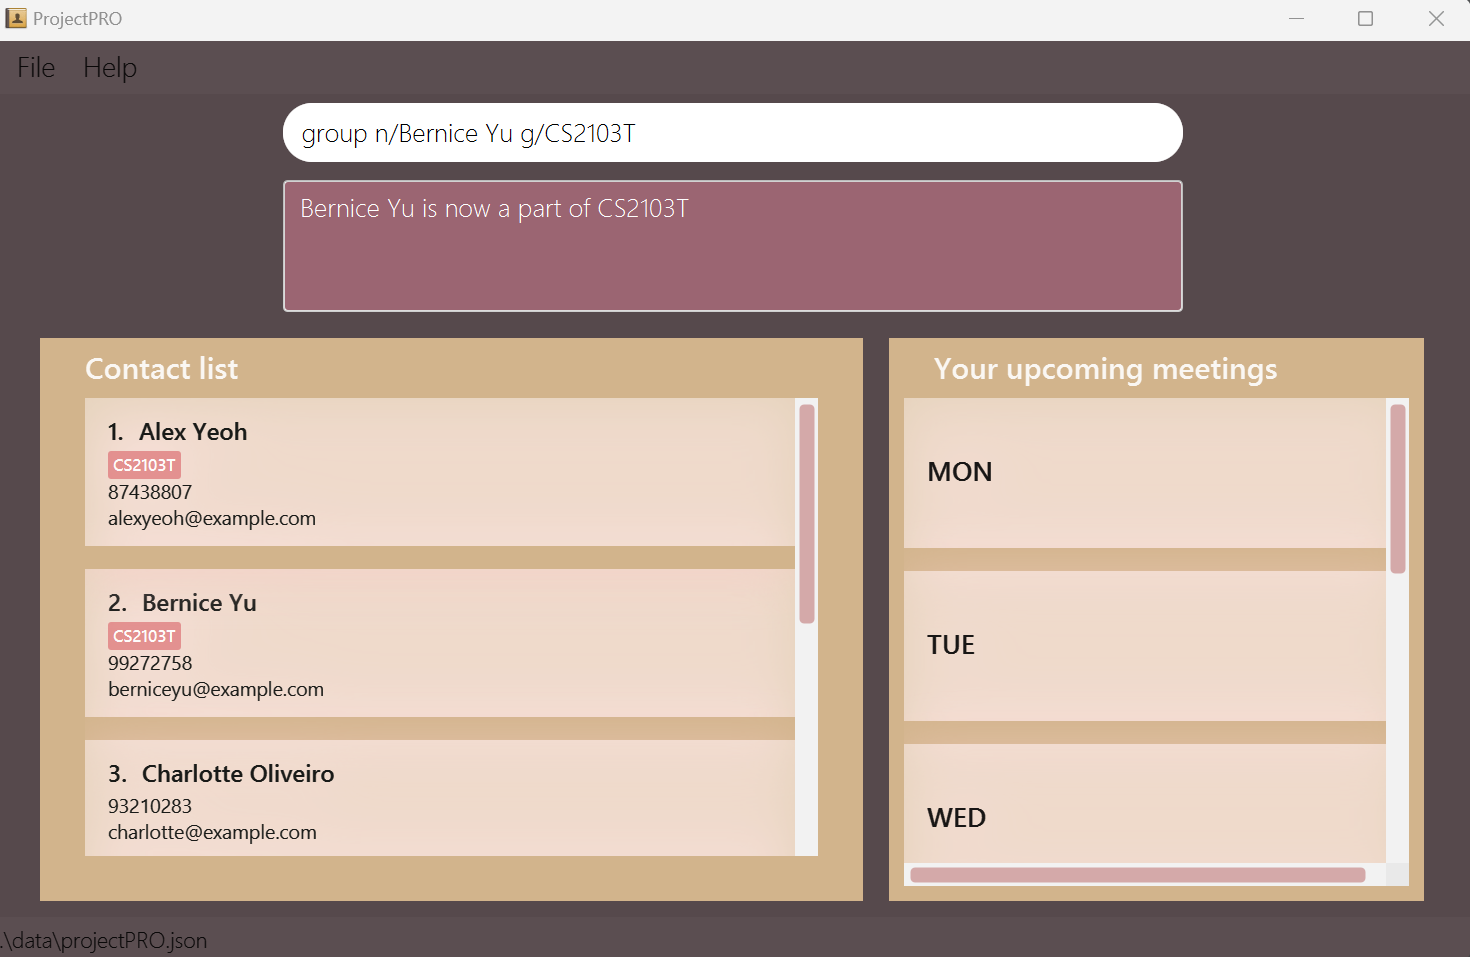 ProjectPRO
File Help
group n/Bernice Yu g/CS2103T
Bernice Yu is now a part of CS2103T
Contact list
1. Alex Yeoh
CS2103T
87438807
alexyeoh@example.com
2. Bernice Yu
CS2103T
99272758
berniceyu@example.com
3. Charlotte Oliveiro
93210283
charlotte@example.com
Your upcoming meetings
MON
TUE
WED
.\data\projectPRO.json